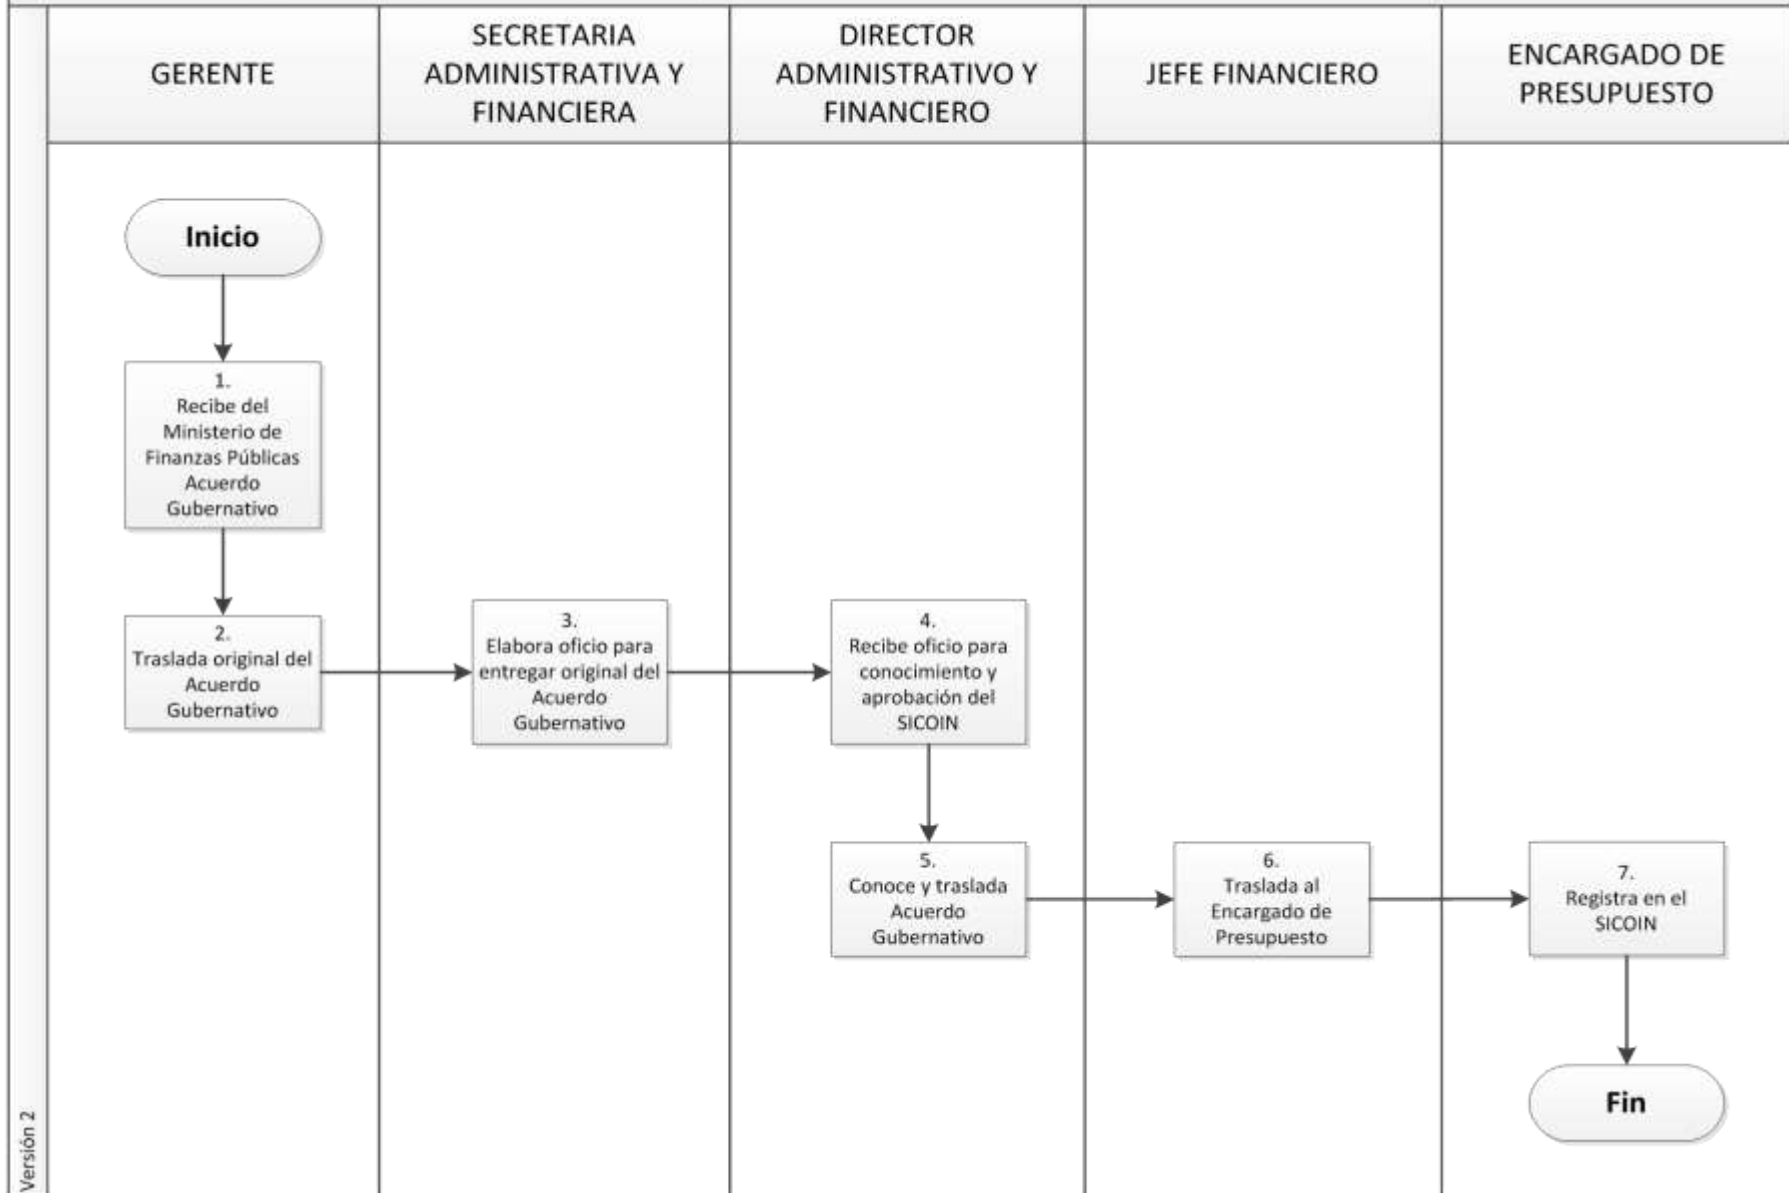 GERENTE
SECRETARIA
ADMINISTRATIVA Y
FINANCIERA
DIRECTOR
ADMINISTRATIVO Y
FINANCIERO
JEFE FINANCIERO
ENCARGADO DE
PRESUPUESTO
Inicio
1.
Recibe del
Ministerio de
Finanzas Públicas
Acuerdo
Gubernativo
2.
Traslada original del
Acuerdo
Gubernativo
3.
Elabora oficio para
entregar original del
Acuerdo
Gubernativo
4.
Recibe oficio para
conocimiento y
aprobación del
SICOIN
5.
Conoce y traslada
Acuerdo
Gubernativo
6.
Traslada al
Encargado de
Presupuesto
7.
Registra en el
SICOIN
Fin
Versión 2